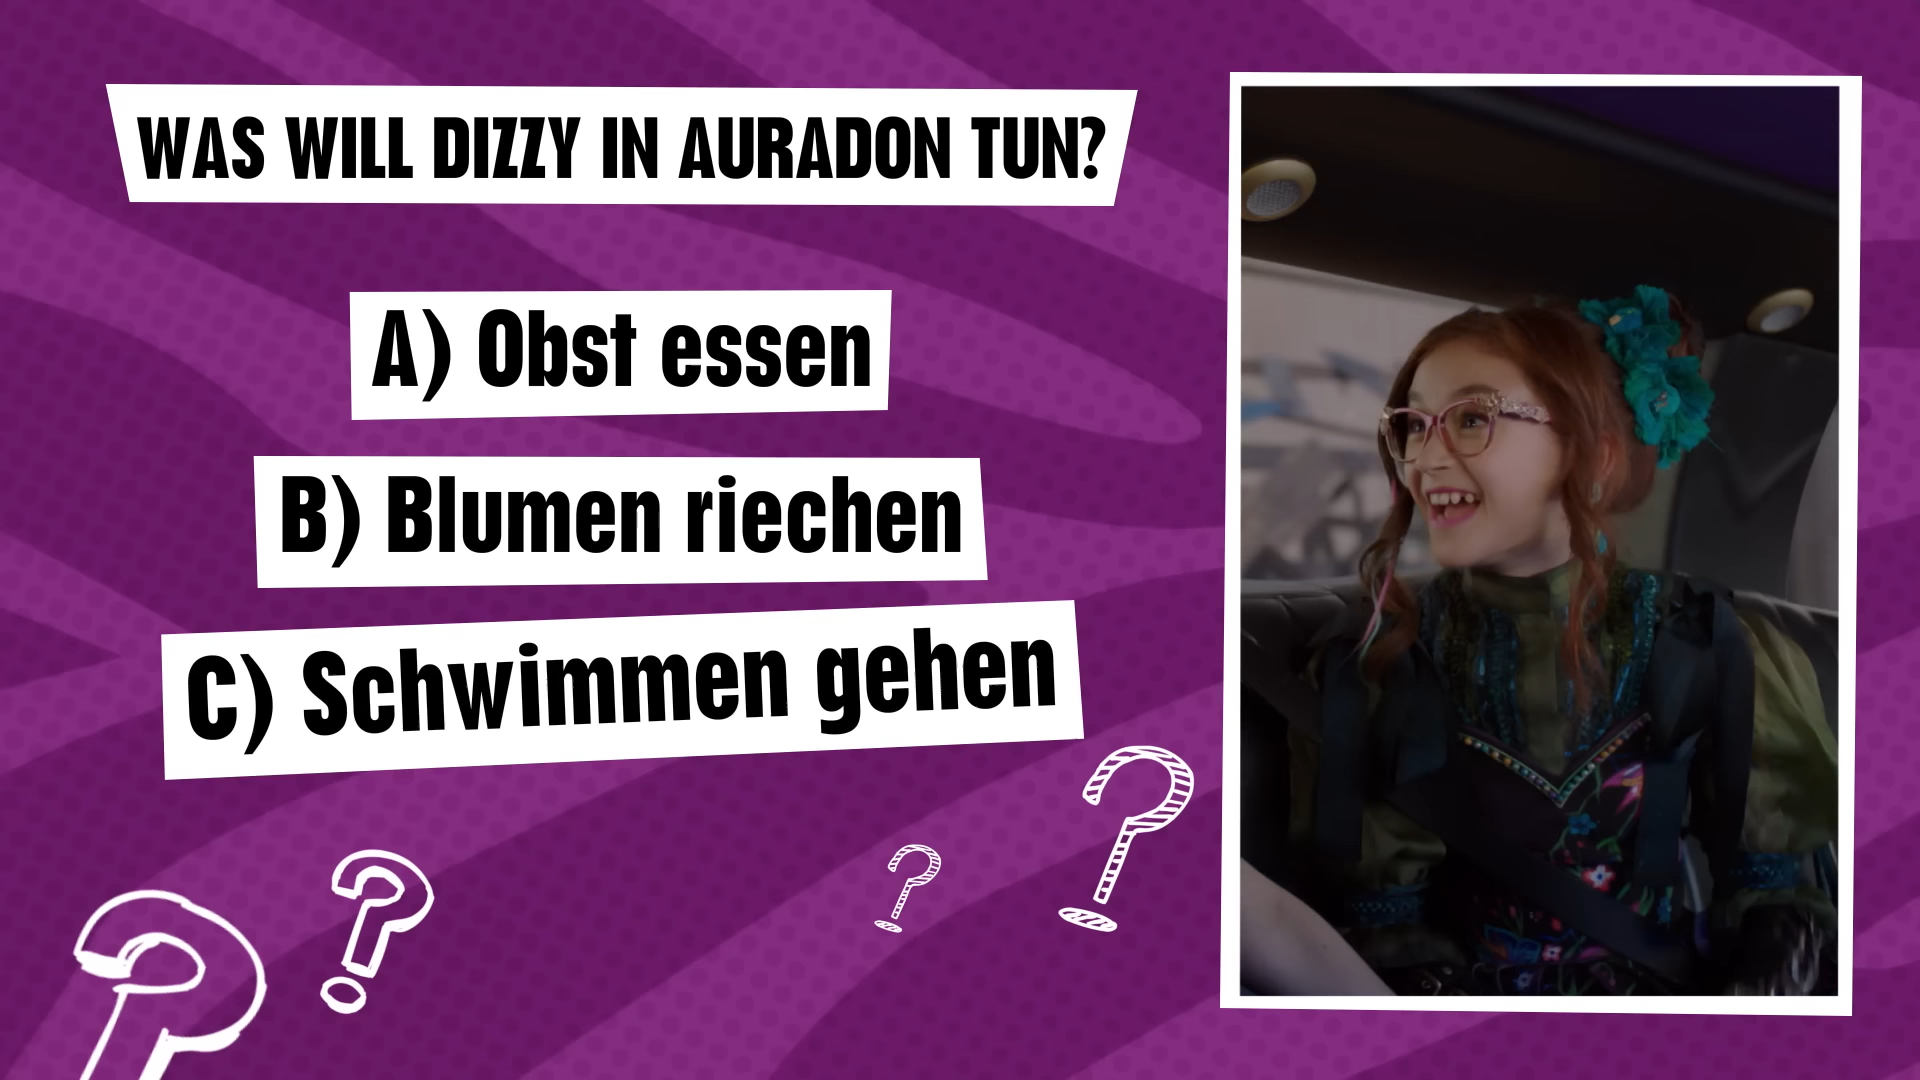 WAS WILL DIZZY IN AURADON TUN?
A) Obst essen
B) Blumen riechen
C) Schwimmen gehen